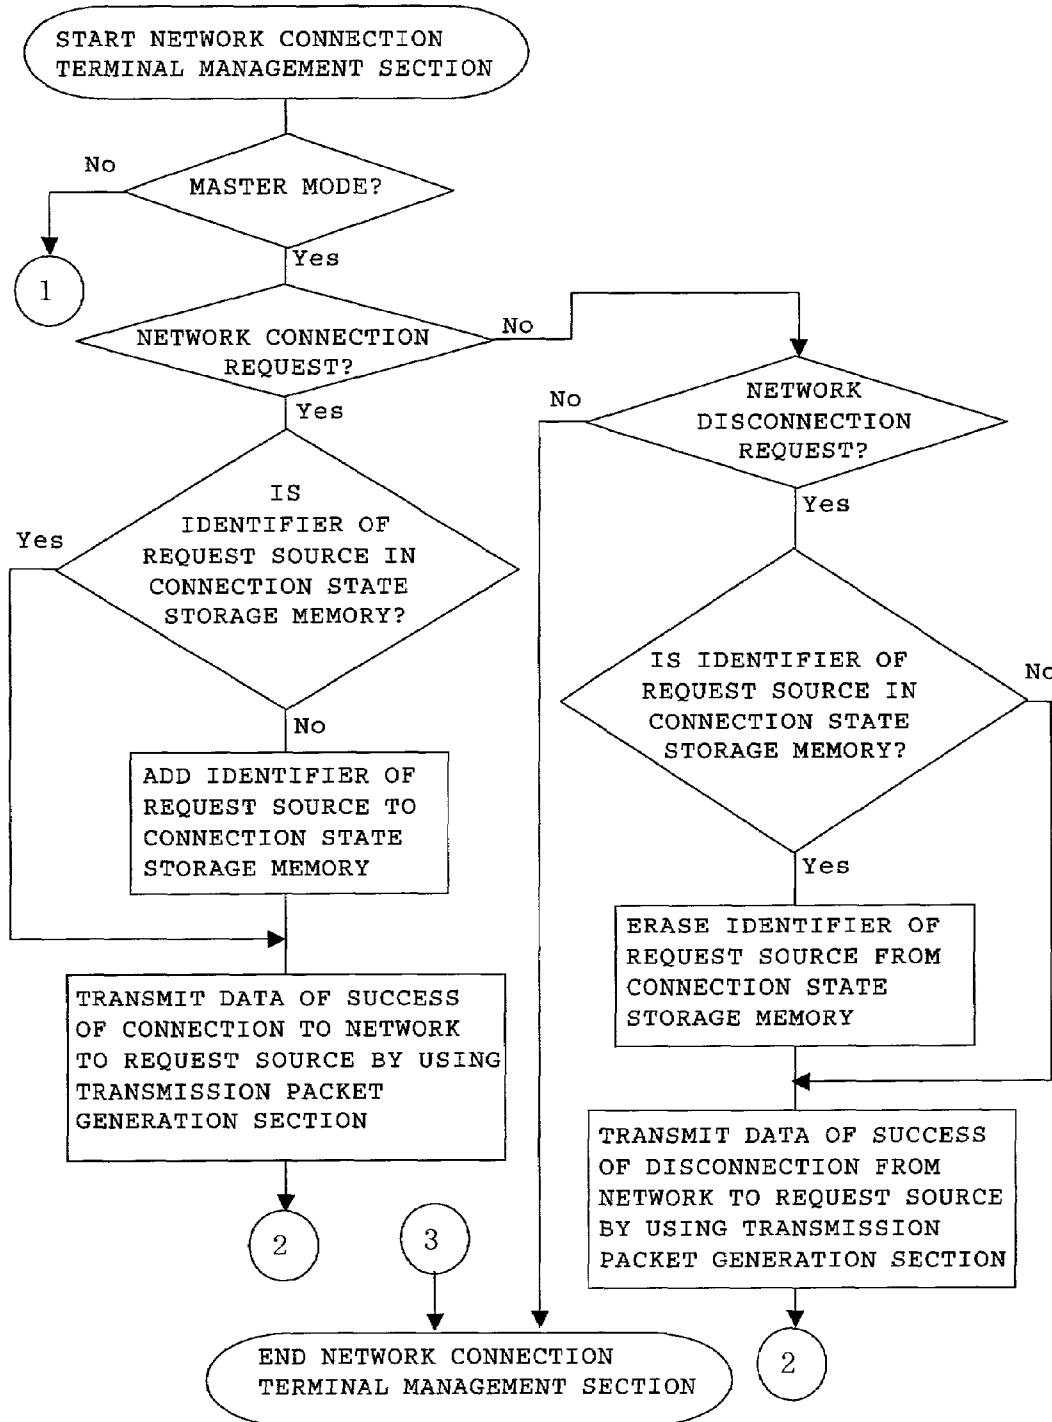 START NETWORK CONNECTION
TERMINAL MANAGEMENT SECTION
No
MASTER MODE?
Yes
1
NETWORK CONNECTION
REQUEST?
No
Yes
NETWORK
DISCONNECTION
REQUEST?
No
Yes
IS
IDENTIFIER OF
REQUEST SOURCE IN
CONNECTION STATE
STORAGE MEMORY?
Yes
No
IS IDENTIFIER OF
REQUEST SOURCE IN
CONNECTION STATE
STORAGE MEMORY?
No
Yes
ADD IDENTIFIER OF
REQUEST SOURCE TO
CONNECTION STATE
STORAGE MEMORY
ERASE IDENTIFIER OF
REQUEST SOURCE FROM
CONNECTION STATE
STORAGE MEMORY
TRANSMIT DATA OF SUCCESS
OF CONNECTION TO NETWORK
TO REQUEST SOURCE BY USING
TRANSMISSION PACKET
GENERATION SECTION
TRANSMIT DATA OF SUCCESS
OF DISCONNECTION FROM
NETWORK TO REQUEST SOURCE
BY USING TRANSMISSION
PACKET GENERATION SECTION
2
3
2
END NETWORK CONNECTION
TERMINAL MANAGEMENT SECTION